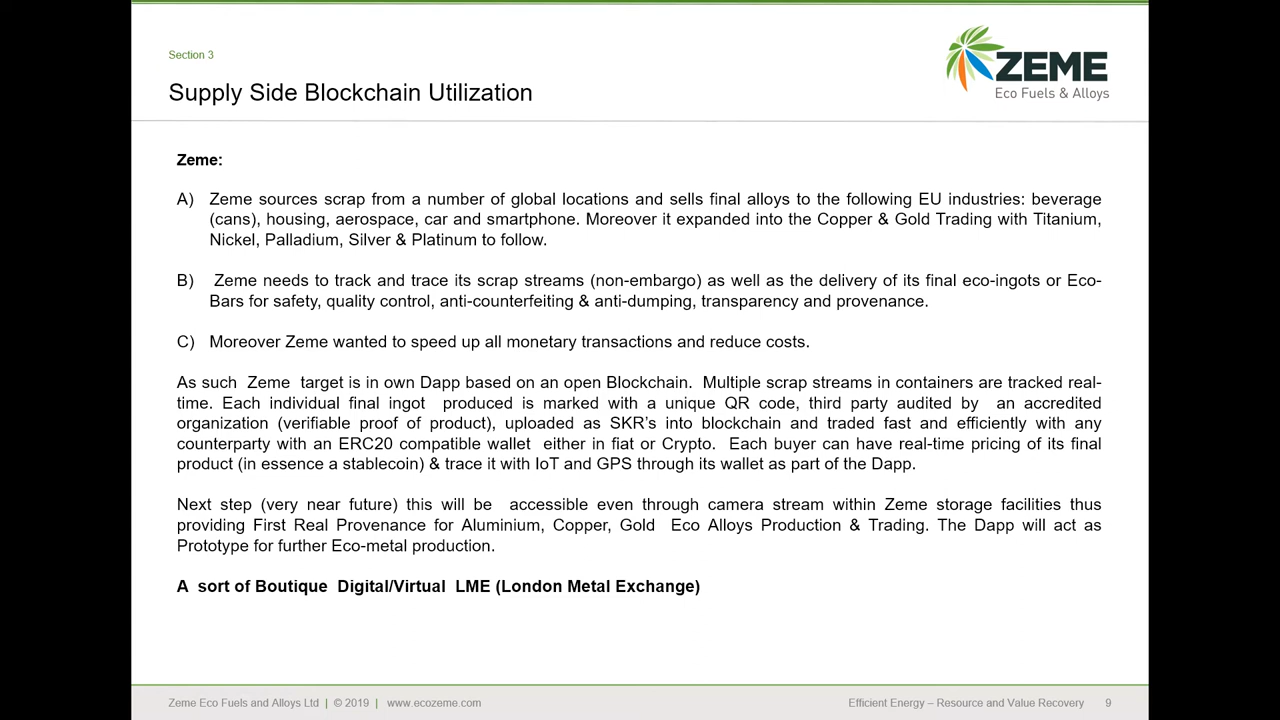 Section 3
Supply Side Blockchain Utilization
ZEME
Eco Fuels & Alloys
Zeme:
A) Zeme sources scrap from a number of global locations and sells final alloys to the following EU industries: beverage
(cans), housing, aerospace, car and smartphone. Moreover it expanded into the Copper & Gold Trading with Titanium,
Nickel, Palladium, Silver & Platinum to follow.
B) Zeme needs to track and trace its scrap streams (non-embargo) as well as the delivery of its final eco-ingots or Eco-
Bars for safety, quality control, anti-counterfeiting & anti-dumping, transparency and provenance.
C) Moreover Zeme wanted to speed up all monetary transactions and reduce costs.
As such Zeme target is in own Dapp based on an open Blockchain. Multiple scrap streams in containers are tracked real-
time. Each individual final ingot produced is marked with a unique QR code, third party audited by an accredited
organization (verifiable proof of product), uploaded as SKR's into blockchain and traded fast and efficiently with any
counterparty with an ERC20 compatible wallet either in fiat or Crypto. Each buyer can have real-time pricing of its final
product (in essence a stablecoin) & trace it with IoT and GPS through its wallet as part of the Dapp.
Next step (very near future) this will be accessible even through camera stream within Zeme storage facilities thus
providing First Real Provenance for Aluminium, Copper, Gold Eco Alloys Production & Trading. The Dapp will act as
Prototype for further Eco-metal production.
A sort of Boutique Digital/Virtual LME (London Metal Exchange)
Zeme Eco Fuels and Alloys Ltd | © 2019 | www.ecozeme.com
Efficient Energy – Resource and Value Recovery 9